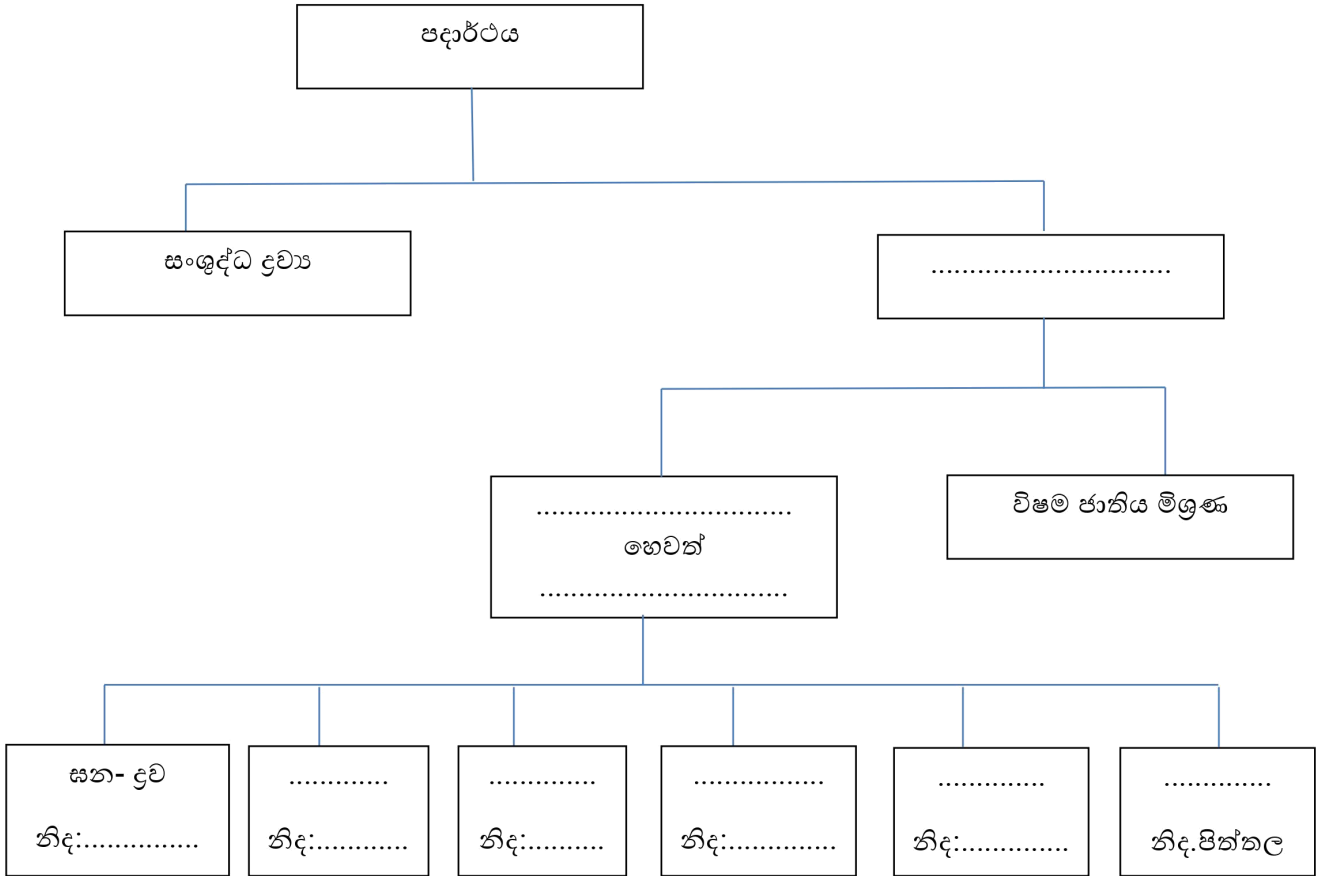 පදාර්ථය
සංශුද්ධ ද්‍රව්‍ය
...............................
.................................
හෙවත්
................................
විෂම ජාතිය මිශ්‍රණ
ඝන- ද්‍රව
නිද:...............
.............
නිද:............
..............
නිද:..........
.................
නිද:..............
..............
නිද:..............
..............
නිද.පිත්තල